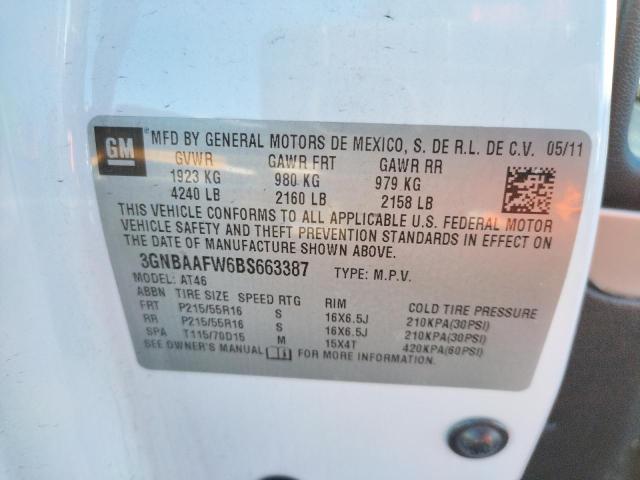 GM ® MFD BY GENERAL MOTORS DE MEXICO, S. DE R.L. DE C.V. 05/11
GVWR GAWR FRT GAWR RR
1923 KG 980 KG 979 KG
4240 LB 2160 LB 2158 LB
THIS VEHICLE CONFORMS TO ALL APPLICABLE U.S. FEDERAL MOTOR
VEHICLE SAFETY AND THEFT PREVENTION STANDARDS IN EFFECT ON
THE DATE OF MANUFACTURE SHOWN ABOVE.
3GNBAAFW6BS663387 TYPE: M.P.V.
MODEL: AT46
ABBN TIRE SIZE SPEED RTG RIM COLD TIRE PRESSURE
FRT P215/55R16 S 16X6.5J 210KPA(30PSI)
RR P215/55R16 S 16X6.5J 210KPA(30PSI)
SPA T115/70D15 M 15X4T 420KPA(60PSI)
SEE OWNER'S MANUAL FOR MORE INFORMATION.